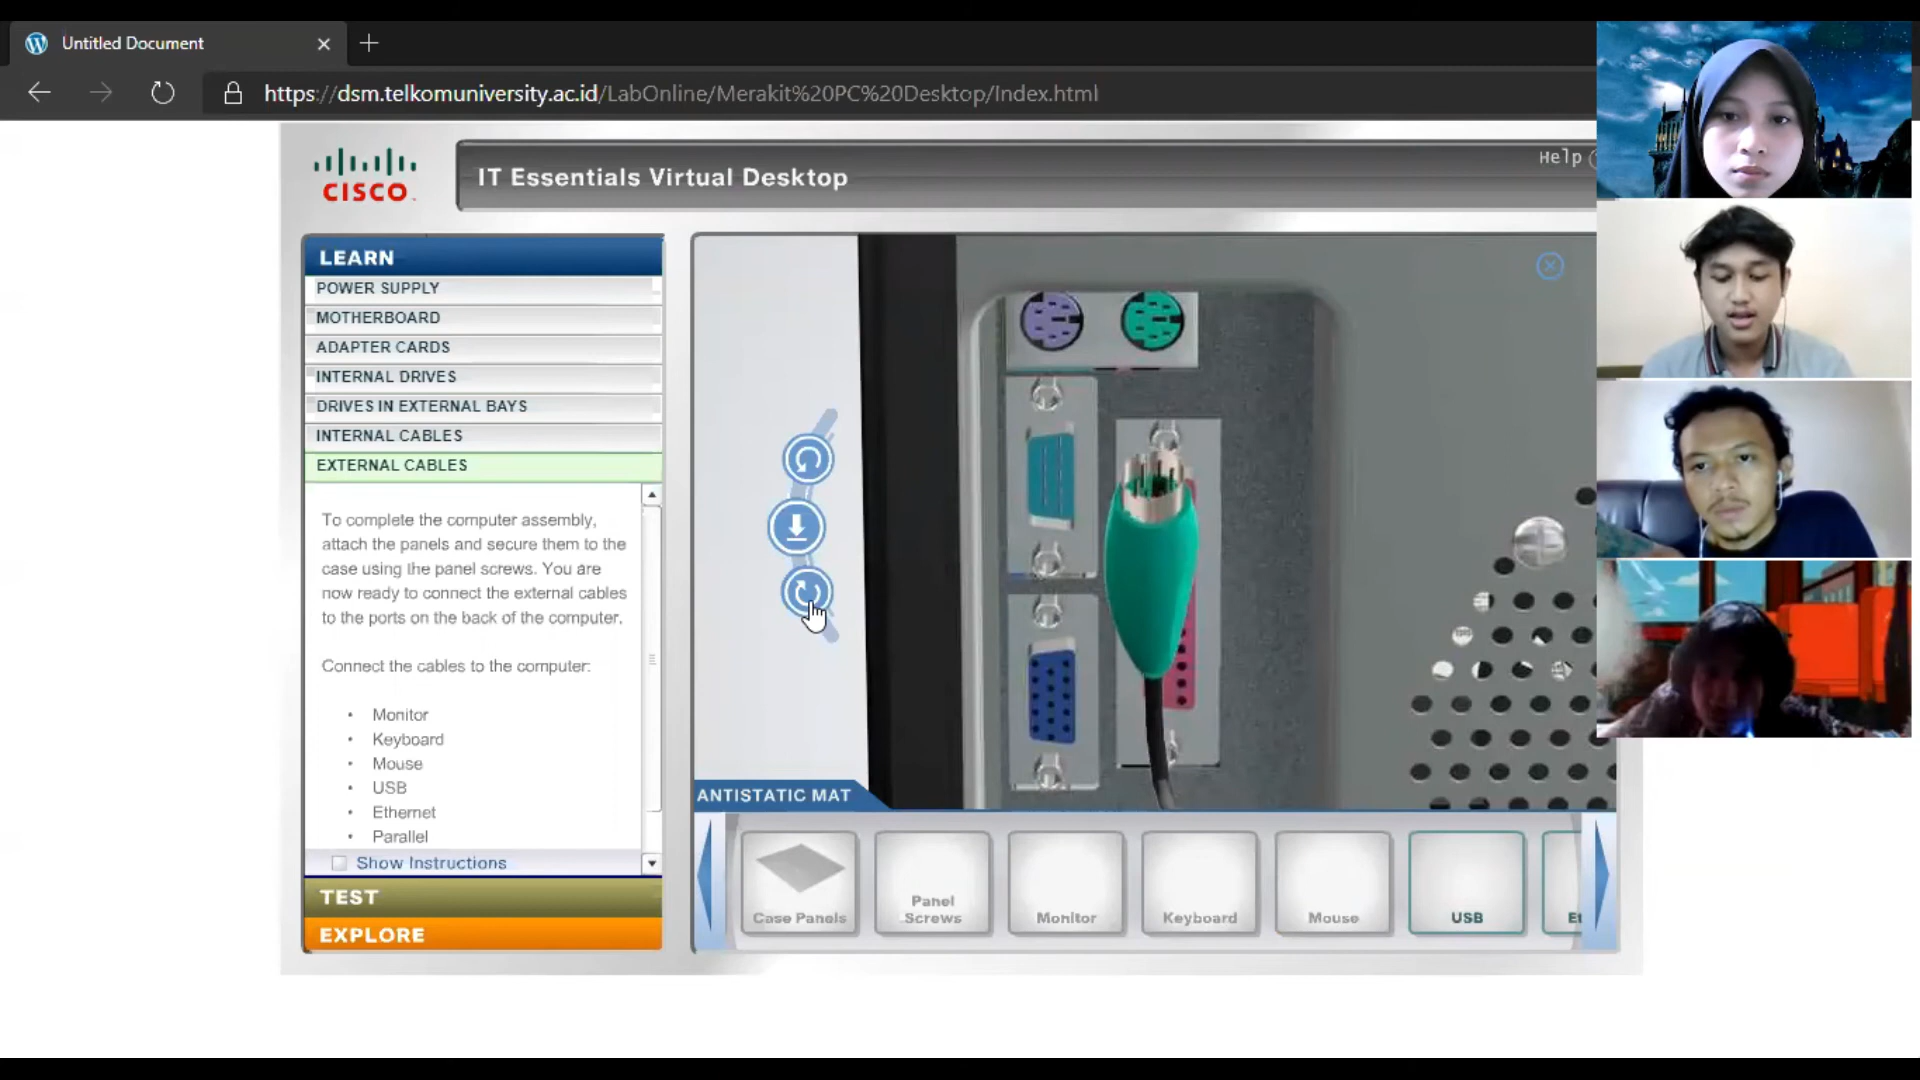 Untitled Document
https://dsm.telkomuniversity.ac.id/LabOnline/Merakit%20PC%20Desktop/Index.html
CISCO
IT Essentials Virtual Desktop
Help
LEARN
POWER SUPPLY
MOTHERBOARD
ADAPTER CARDS
INTERNAL DRIVES
DRIVES IN EXTERNAL BAYS
INTERNAL CABLES
EXTERNAL CABLES
To complete the computer assembly,
attach the panels and secure them to the
case using the panel screws. You are
now ready to connect the external cables
to the ports on the back of the computer.
Connect the cables to the computer:
• Monitor
• Keyboard
• Mouse
• USB
• Ethernet
• Parallel
Show Instructions
TEST
EXPLORE
ANTISTATIC MAT
Case Panels
Panel
Screws
Monitor
Keyboard
Mouse
USB
Et